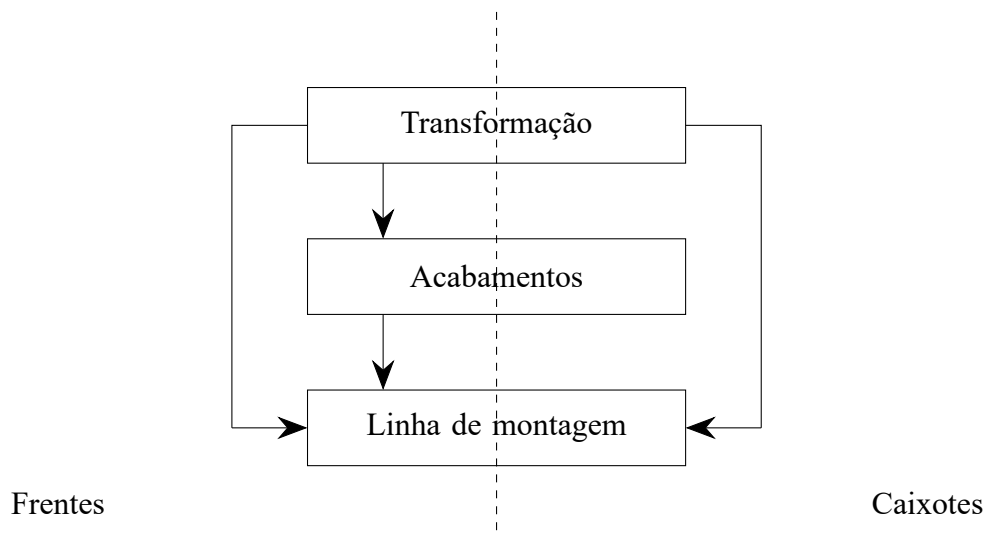 Transformação
Acabamentos
Linha de montagem
Frentes
Caixotes